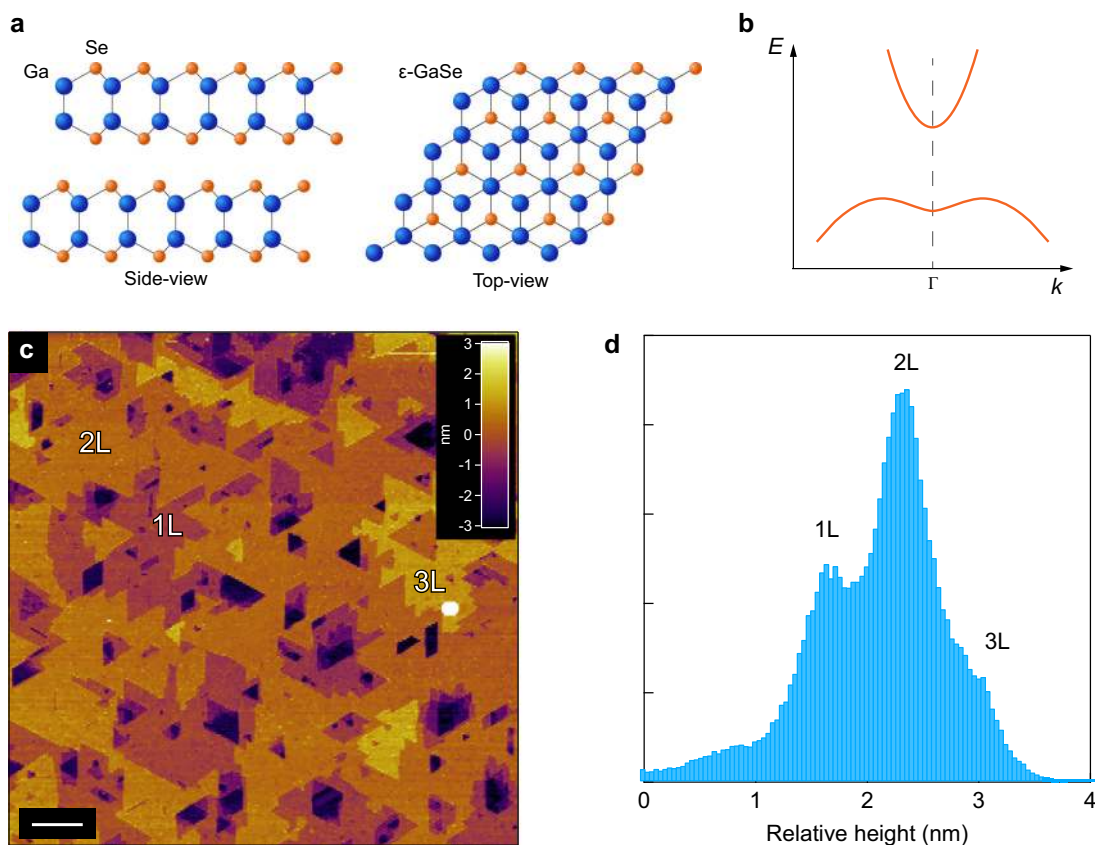 a
Se
Ga
Side-view
ε-GaSe
Top-view
b
E
Γ
k
c
2L
1L
3L
nm
3
2
1
0
-1
-2
-3
d
2L
1L
3L
0 1 2 3 4
Relative height (nm)